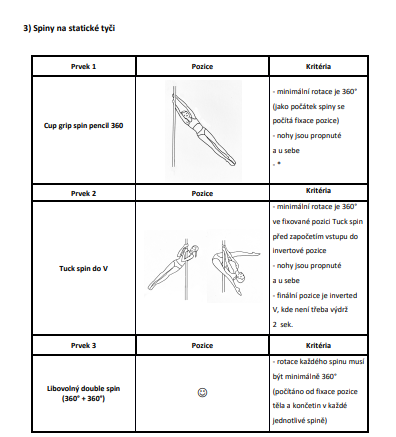 3) Spiny na statické tyči
Prvek 1 Pozice Kritéria
Cup grip spin pencil 360
- minimální rotace je 360°
(jako počátek spiny se
počítá fixace pozice)
- nohy jsou propnuté
a u sebe
- *
Prvek 2 Pozice Kritéria
Tuck spin do V
- minimální rotace je 360°
ve fixované pozici Tuck spin
před započetím vstupu do
invertové pozice
- nohy jsou propnuté
a u sebe
- finální pozice je inverted
V, kde není třeba výdrž
2 sek.
Prvek 3 Pozice Kritéria
Libovolný double spin
(360° + 360°)
☺
- rotace každého spinu musí
být minimálně 360°
(počítáno od fixace pozice
těla a končetin v každé
jednotlivé spině)